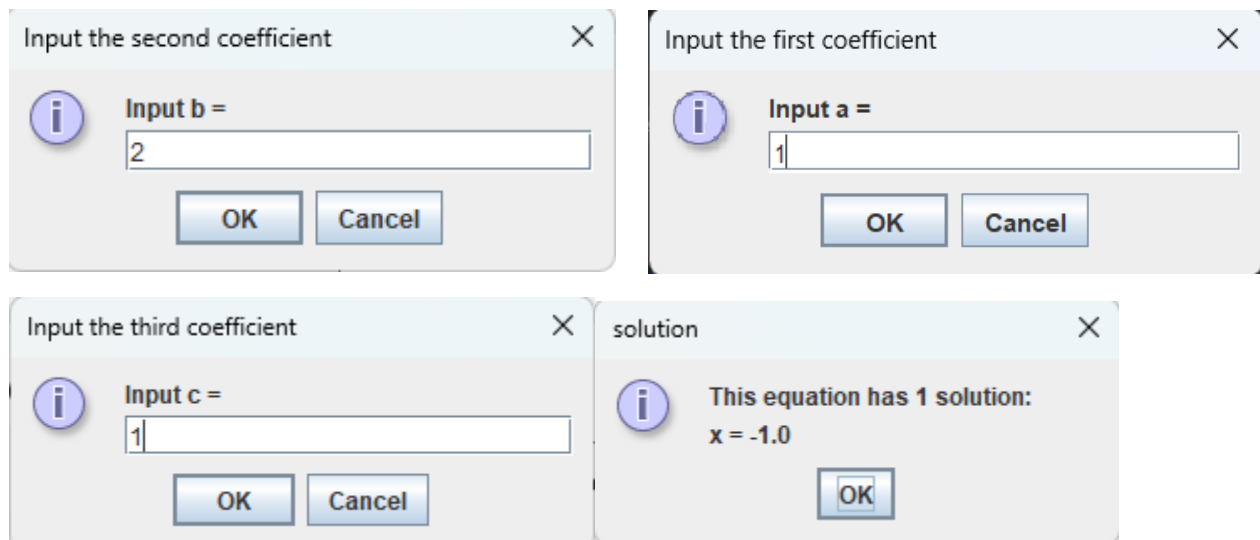 Input the second coefficient
Input b =
2
OK Cancel
Input the first coefficient
Input a =
1
OK Cancel
Input the third coefficient
Input c =
1
OK Cancel
solution
This equation has 1 solution:
x = -1.0
OK